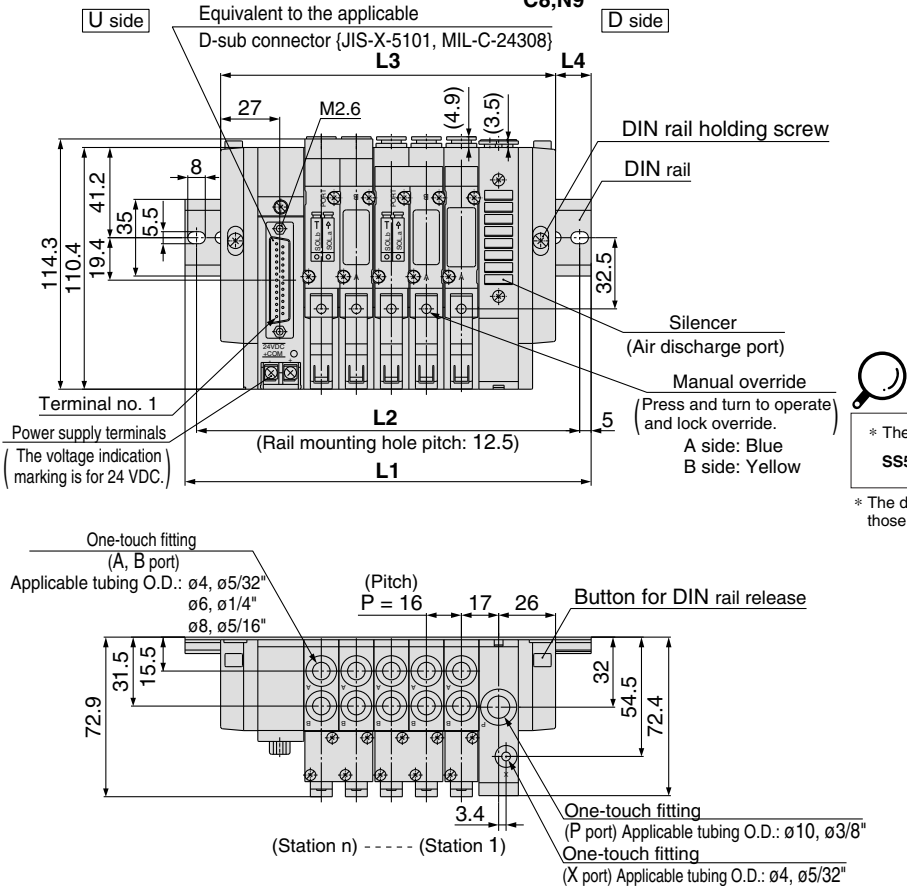 C8,N9
U side
Equivalent to the applicable
D-sub connector {JIS-X-5101, MIL-C-24308}
D side
L3
L4
27
M2.6
(4.9)
(3.5)
DIN rail holding screw
DIN rail
8
41.2
35
5.5
19.4
114.3
110.4
32.5
PORT
SOL.b
SOL.a
B
A
PORT
SOL.b
SOL.a
B
A
24VDC
+COM
- +
Silencer
(Air discharge port)
Manual override
(Press and turn to operate
and lock override.)
A side: Blue
B side: Yellow
Terminal no. 1
Power supply terminals
(The voltage indication
marking is for 24 VDC.)
L2
5
(Rail mounting hole pitch: 12.5)
L1
∗ The
SS5
∗ The d
those
One-touch fitting
(A, B port)
Applicable tubing O.D.: ø4, ø5/32"
ø6, ø1/4"
ø8, ø5/16"
(Pitch)
P = 16
17
26
Button for DIN rail release
72.9
31.5
15.5
32
54.5
72.4
A A A A A
B B B B B
P
X
3.4
(Station n) ----- (Station 1)
One-touch fitting
(P port) Applicable tubing O.D.: ø10, ø3/8"
One-touch fitting
(X port) Applicable tubing O.D.: ø4, ø5/32"